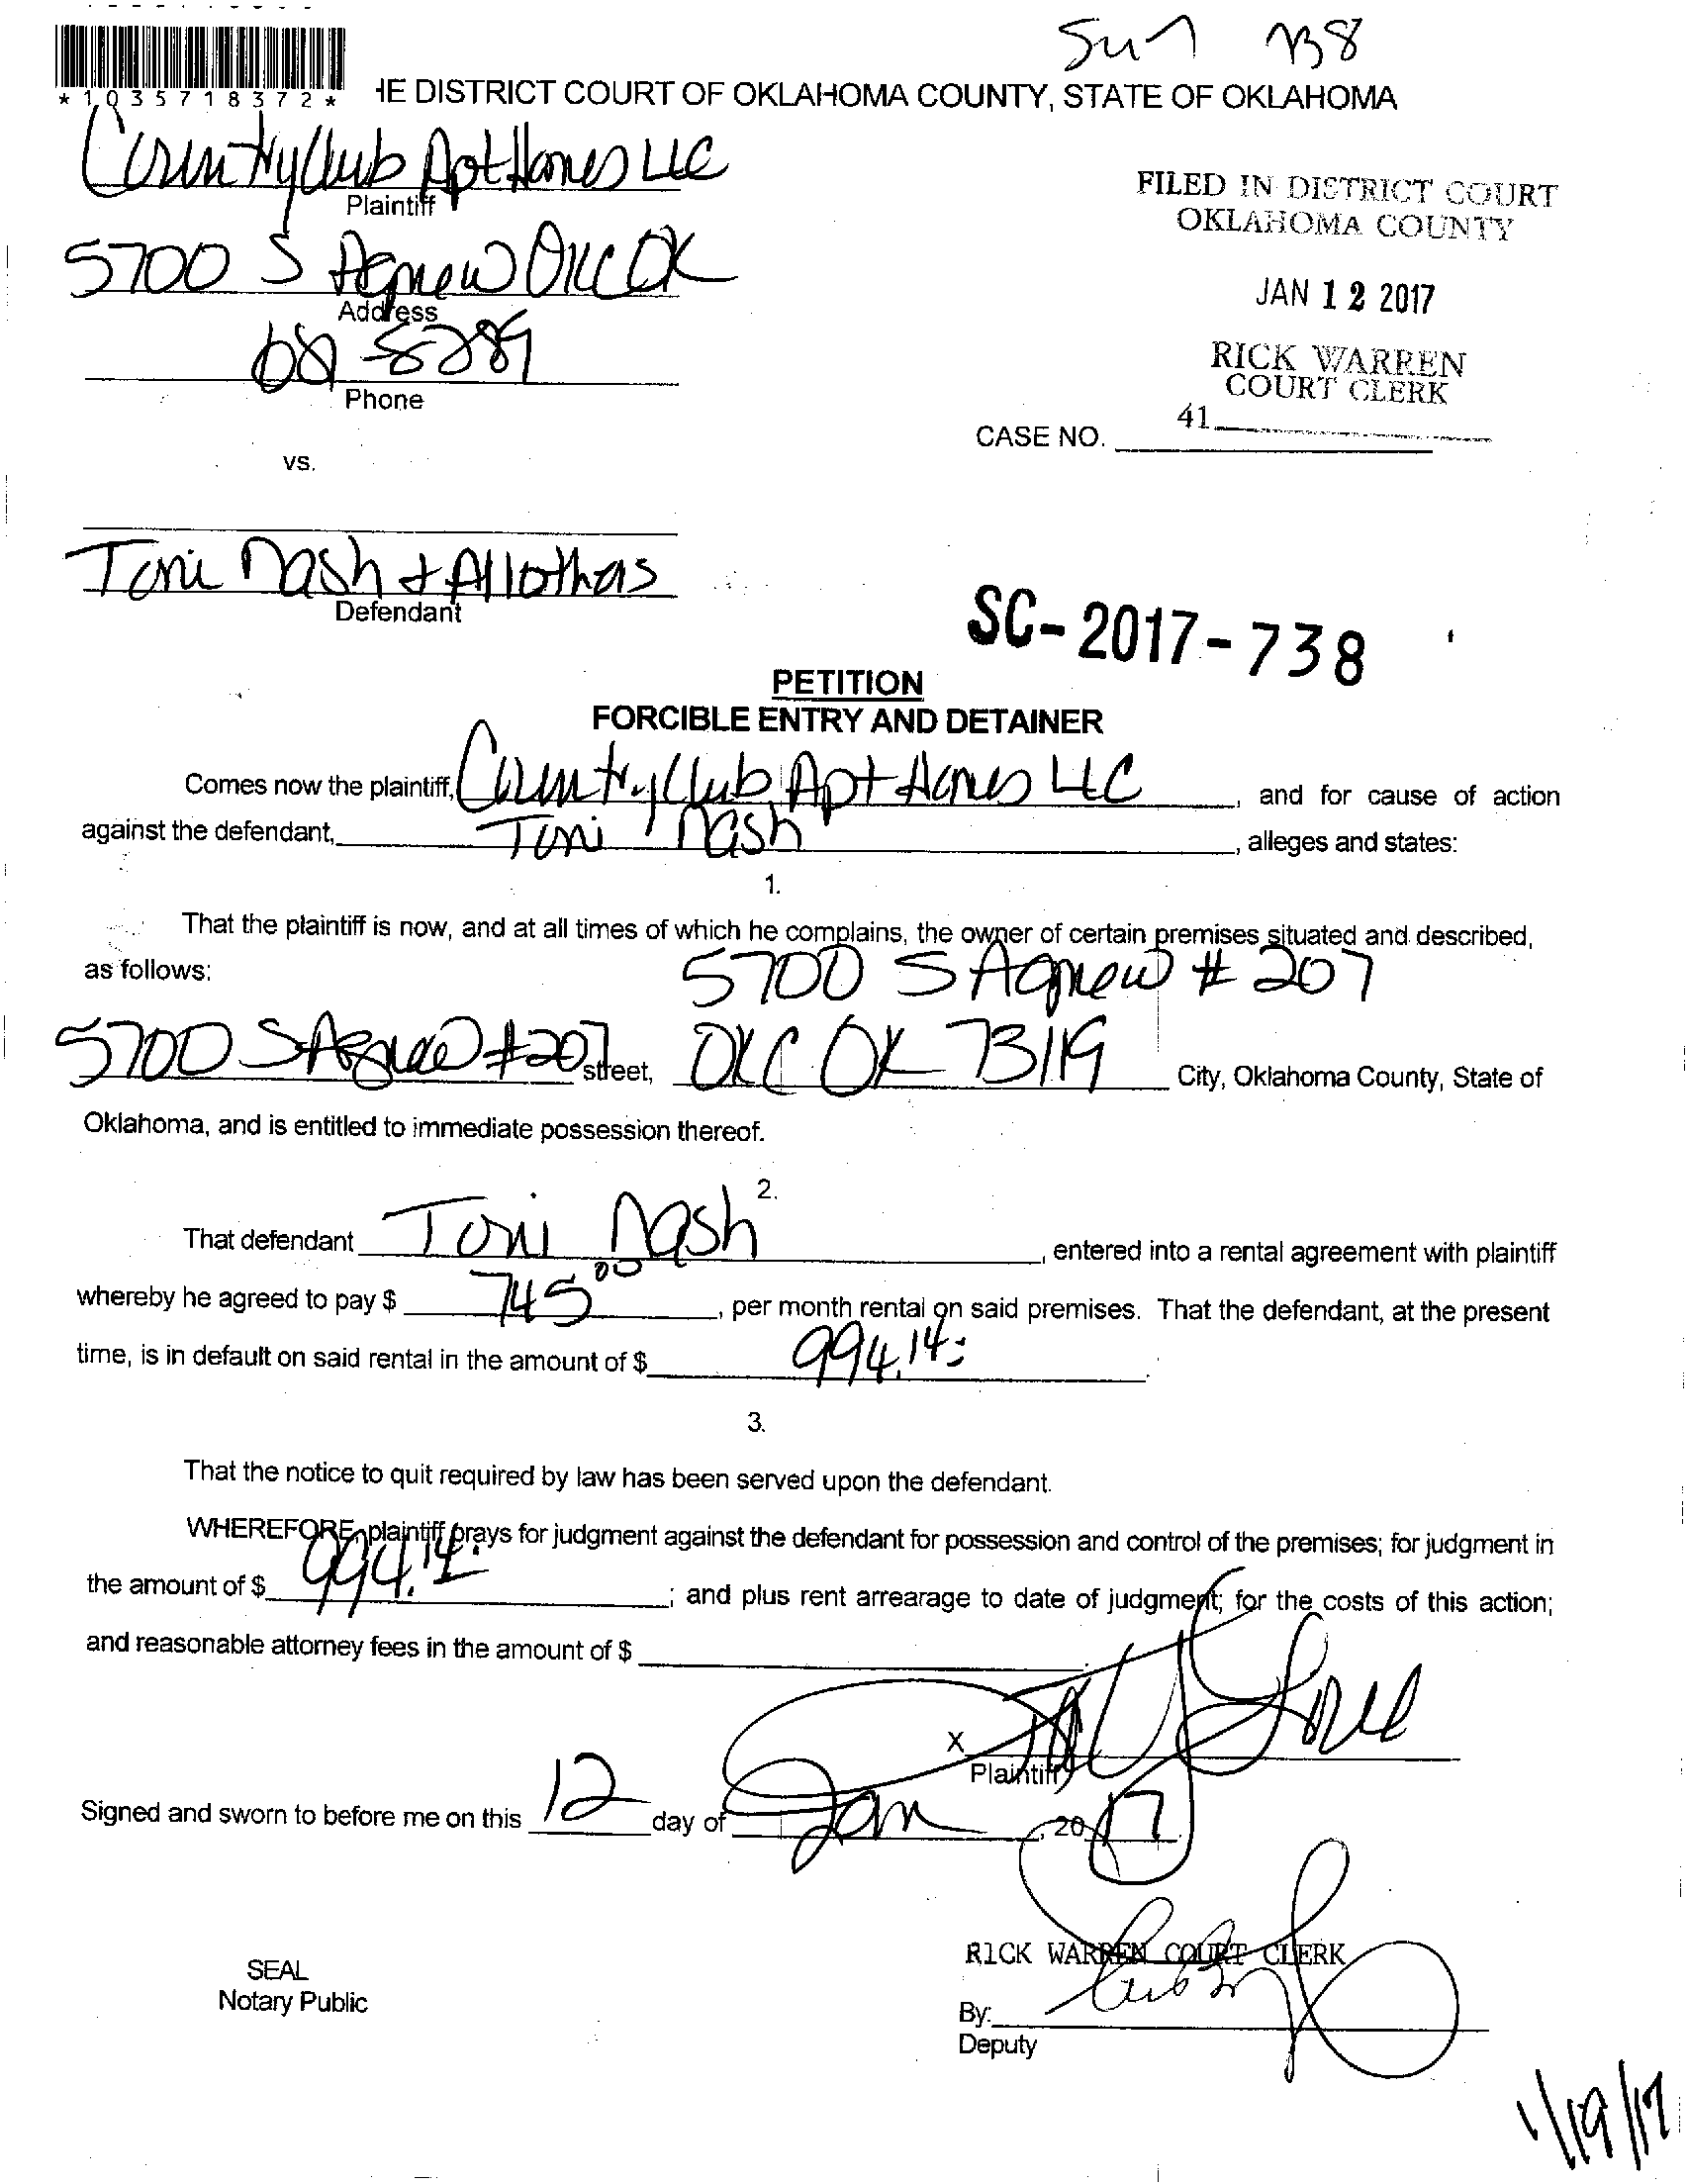 738
*1035718372*
HE DISTRICT COURT OF OKLAHOMA COUNTY, STATE OF OKLAHOMA
Country Club Apt Homes LLC
Plaintiff
FILED IN DISTRICT COURT
OKLAHOMA COUNTY
5700 S Agnew OKC OK
Address
JAN 12 2017
8289
Phone
RICK WARREN
COURT CLERK
41
CASE NO.
vs.
Toni Nash + All others
Defendant
SC-2017-738
PETITION
FORCIBLE ENTRY AND DETAINER
Comes now the plaintiff, Country Club Apt Homes LLC, and for cause of action
against the defendant, Toni Nash, alleges and states:
1.
That the plaintiff is now, and at all times of which he complains, the owner of certain premises situated and described,
as follows: 5700 S Agnew # 207
5700 S Agnew #207 street, OKC OK 73119 City, Oklahoma County, State of
Oklahoma, and is entitled to immediate possession thereof.
2.
That defendant Toni Nash, entered into a rental agreement with plaintiff
whereby he agreed to pay $ 745 00, per month rental on said premises. That the defendant, at the present
time, is in default on said rental in the amount of $ 994.14.
3.
That the notice to quit required by law has been served upon the defendant.
WHEREFORE, plaintiff prays for judgment against the defendant for possession and control of the premises; for judgment in
the amount of $ 994.14; and plus rent arrearage to date of judgment; for the costs of this action;
and reasonable attorney fees in the amount of $
X
Plaintiff
Signed and sworn to before me on this 12 day of Jan, 20 17.
RICK WARREN COURT CLERK
SEAL
Notary Public
By:
Deputy
1/19/17